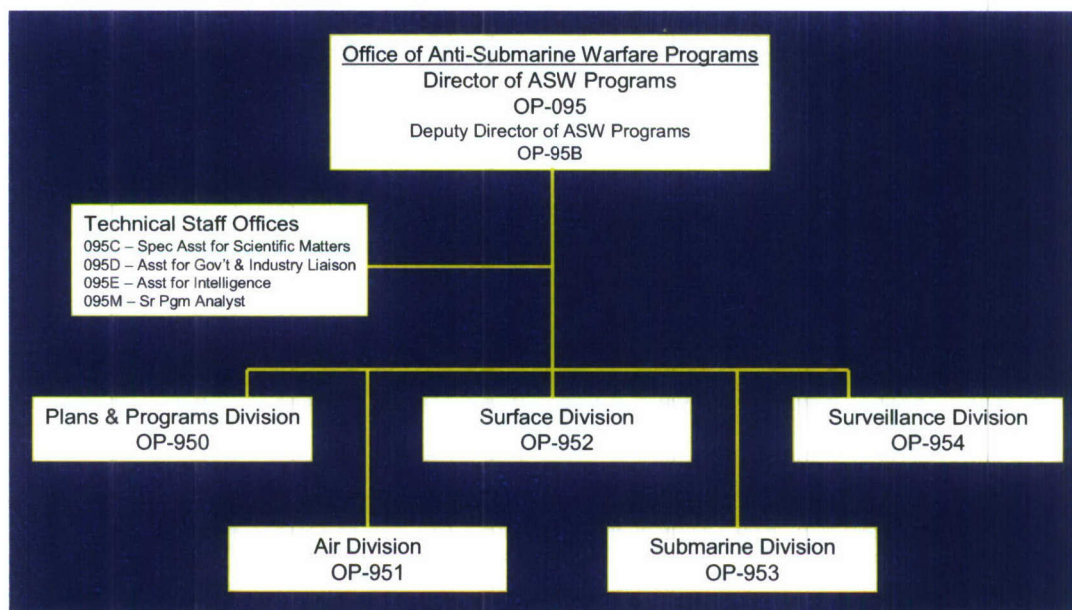 Office of Anti-Submarine Warfare Programs
Director of ASW Programs
OP-095
Deputy Director of ASW Programs
OP-95B
Technical Staff Offices
095C – Spec Asst for Scientific Matters
095D – Asst for Gov't & Industry Liaison
095E – Asst for Intelligence
095M – Sr Pgm Analyst
Plans & Programs Division
OP-950
Surface Division
OP-952
Surveillance Division
OP-954
Air Division
OP-951
Submarine Division
OP-953